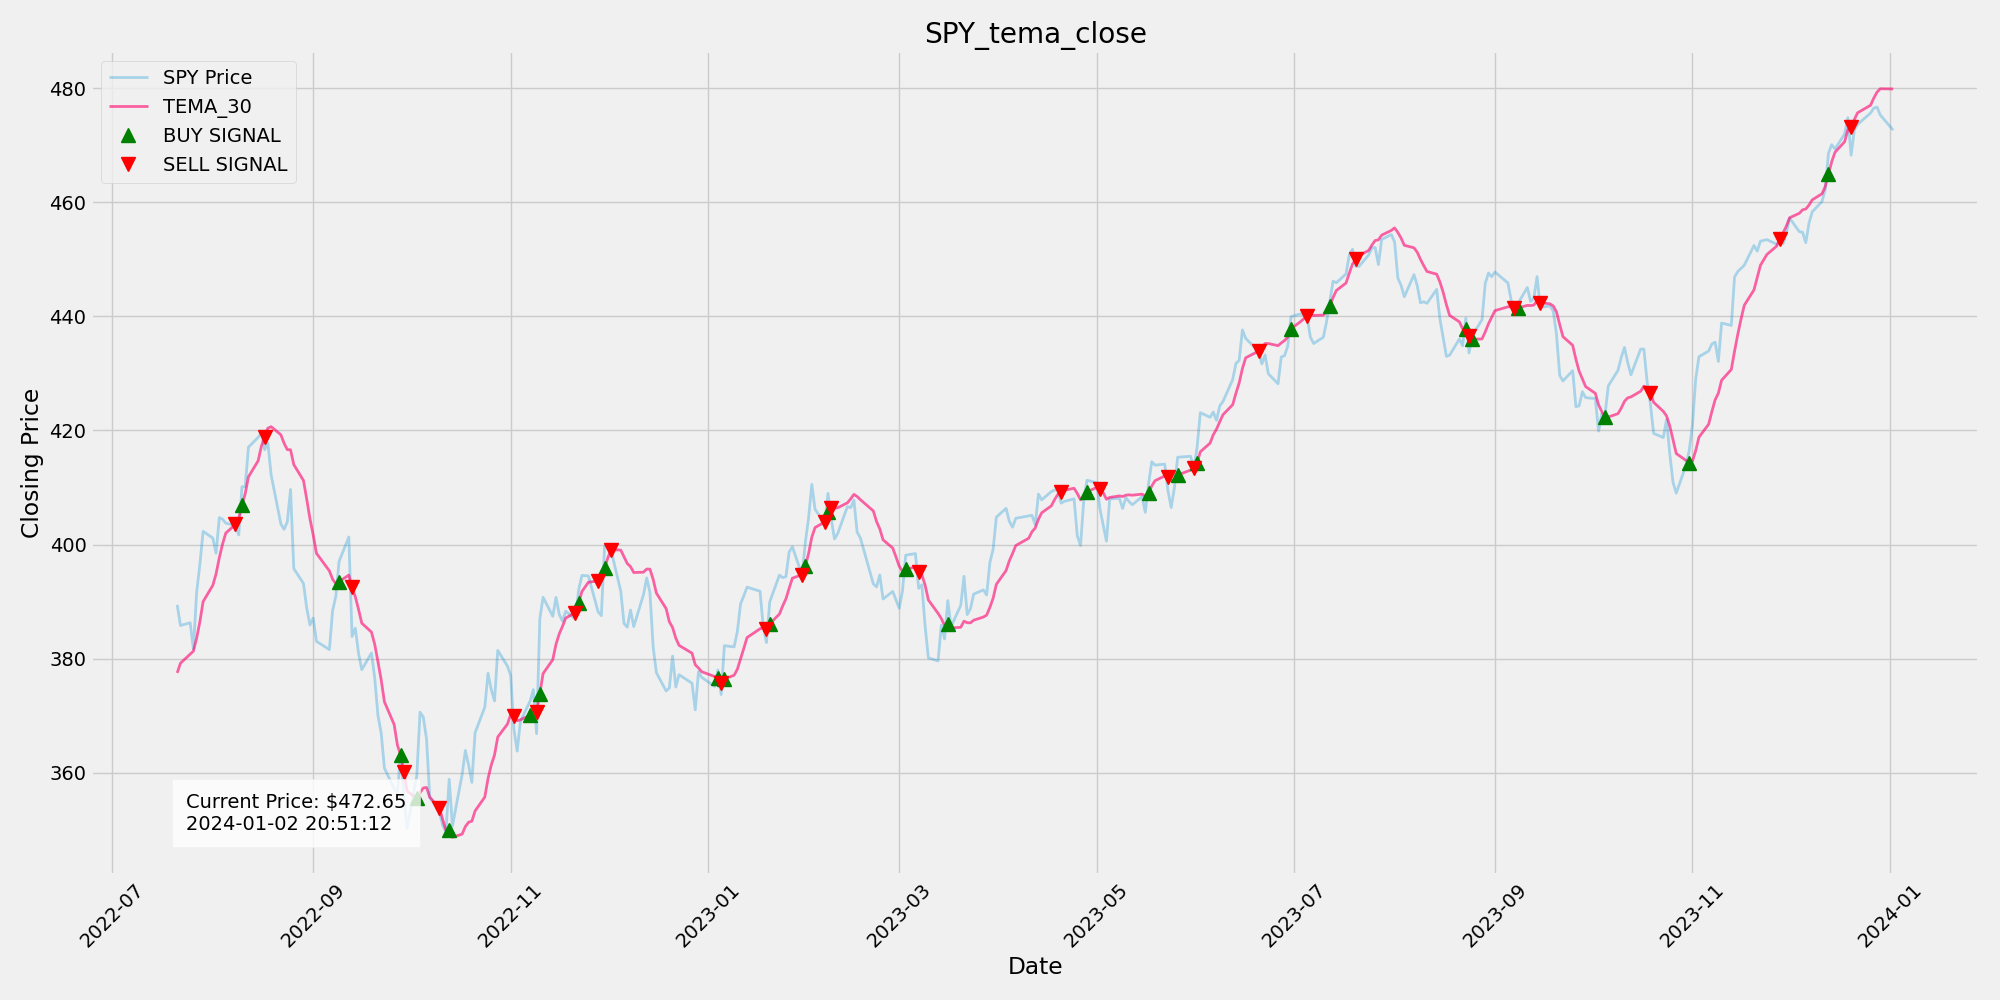 SPY_tema_close
SPY Price
TEMA_30
BUY SIGNAL
SELL SIGNAL
480
460
440
420
400
380
360
Closing Price
Current Price: $472.65
2024-01-02 20:51:12
2022-07
2022-09
2022-11
2023-01
2023-03
2023-05
2023-07
2023-09
2023-11
2024-01
Date